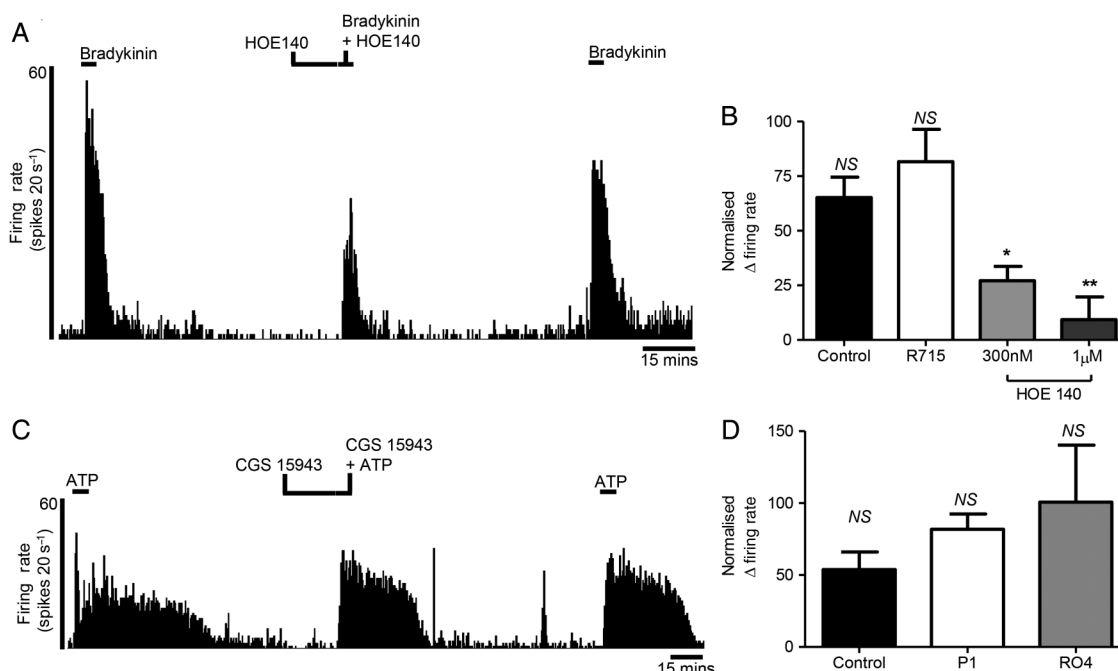 A
Bradykinin
HOE140
Bradykinin
+ HOE140
Bradykinin
60
Firing rate
(spikes 20 s⁻¹)
15 mins
B
Normalised
Δ firing rate
100
75
50
25
0
NS
NS
*
**
Control
R715
300nM
1μM
HOE 140
C
ATP
CGS 15943
CGS 15943
+ ATP
ATP
60
Firing rate
(spikes 20 s⁻¹)
15 mins
D
Normalised
Δ firing rate
150
100
50
0
NS
NS
NS
Control
P1
RO4